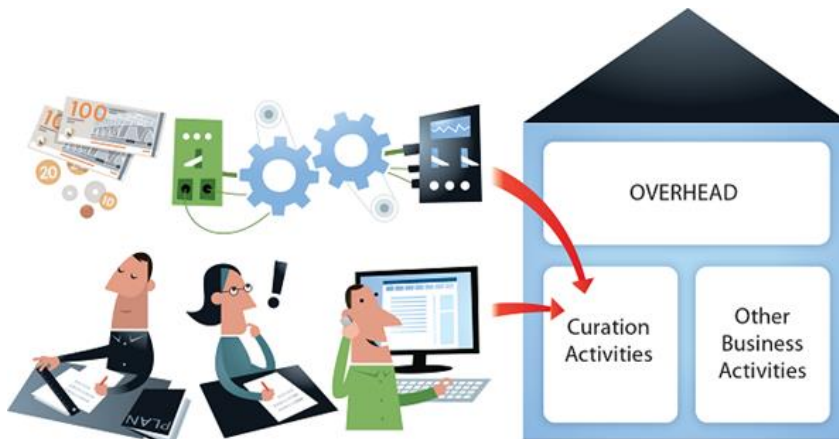 100
10
20
10
PLAN
OVERHEAD
Curation
Activities
Other
Business
Activities